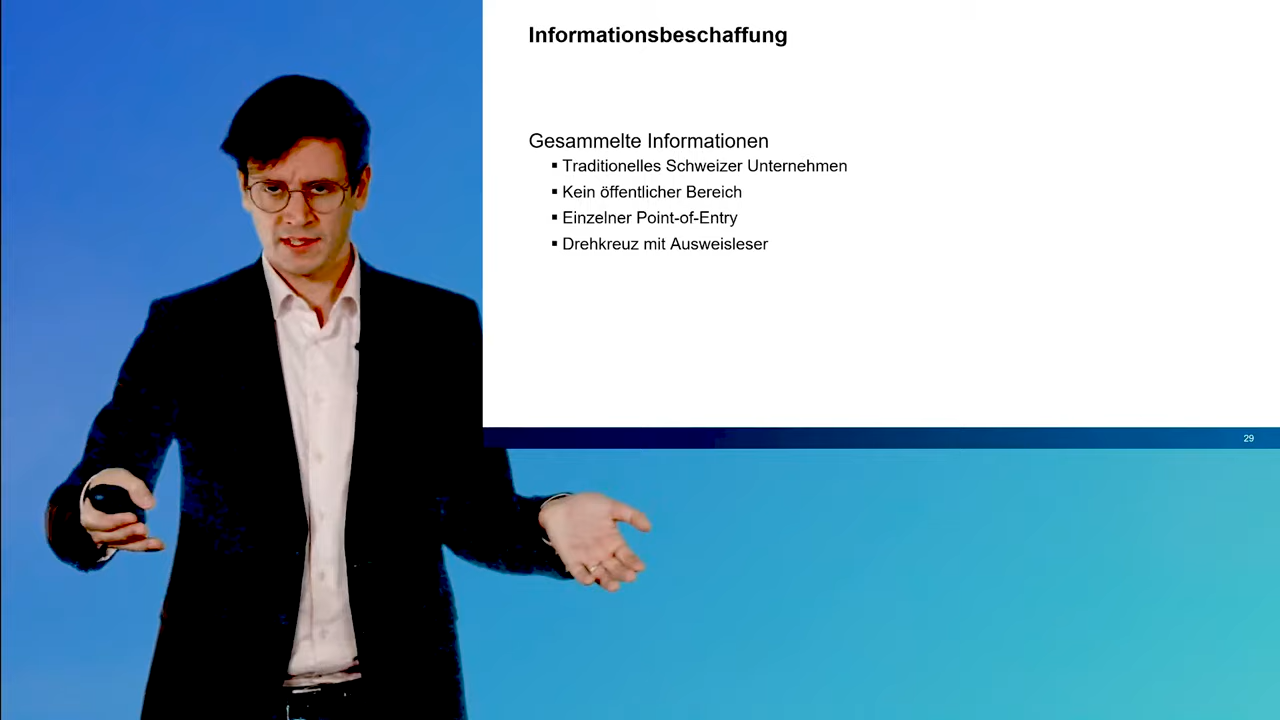 Informationsbeschaffung
Gesammelte Informationen
▪ Traditionelles Schweizer Unternehmen
▪ Kein öffentlicher Bereich
▪ Einzelner Point-of-Entry
▪ Drehkreuz mit Ausweisleser
29